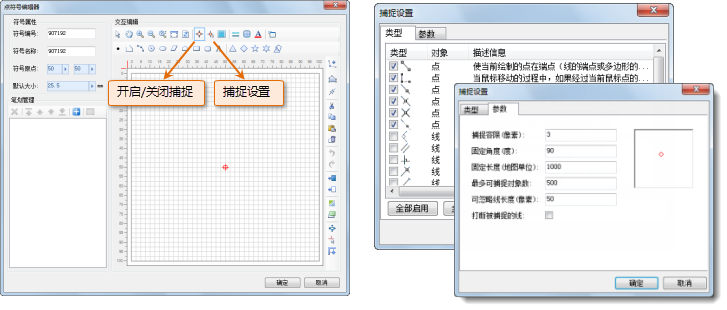 点符号编辑器
符号属性
符号编号: 907192
符号名称: 907192
符号原点: 50 50
默认大小: 25.5
笔划管理
交互编辑
开启/关闭捕捉
捕捉设置
确定 取消
捕捉设置
类型 参数
类型 对象 描述信息
点 使当前绘制的点在端点（线的端点或多边形的...
点 当鼠标移动的过程中，如果经过当前鼠标点的...
点
点
点
点
线
线
线
线
全部启用
捕捉设置
类型 参数
捕捉容限(像素): 3
固定角度(度): 90
固定长度(地图单位): 1000
最多可捕捉对象数: 500
可忽略线长度(像素): 50
打断被捕捉的线:
确定 取消